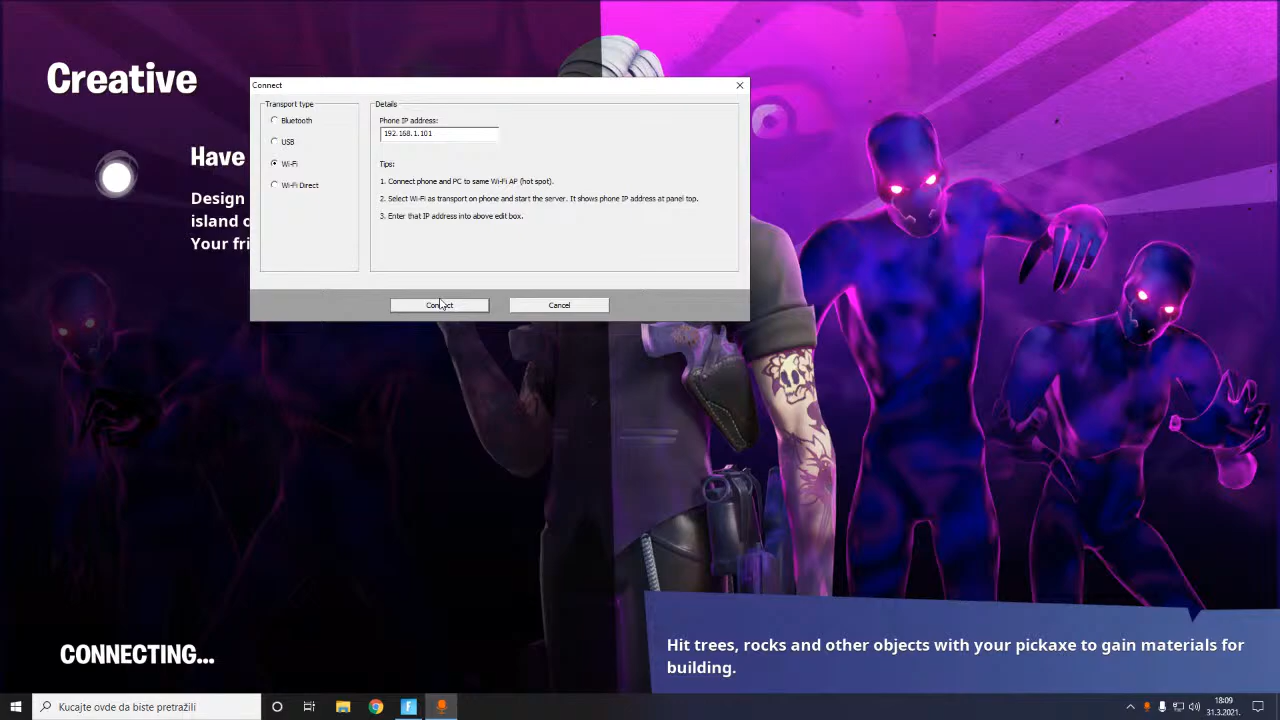 Creative
Have
Design
island c
Your fri
Connect
Transport type
Bluetooth
USB
Wi-Fi
Wi-Fi Direct
Details
Phone IP address:
192.168.1.101
Tips:
1. Connect phone and PC to same Wi-Fi AP (hot spot).
2. Select Wi-Fi as transport on phone and start the server. It shows phone IP address at panel top.
3. Enter that IP address into above edit box.
Connect
Cancel
CONNECTING...
Hit trees, rocks and other objects with your pickaxe to gain materials for
building.
Kucajte ovde da biste pretražili
18:09
31.3.2021.